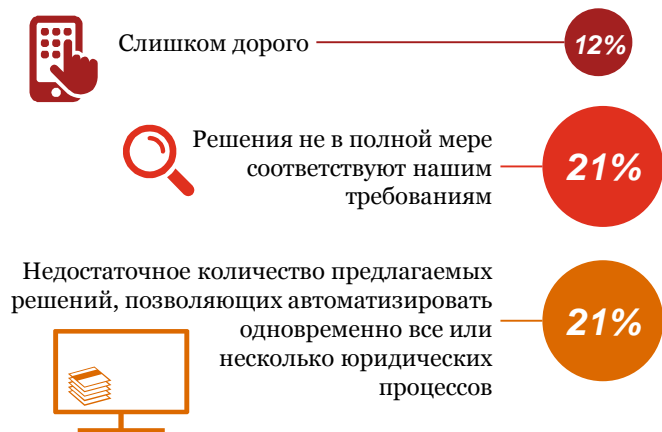 Слишком дорого
12%
Решения не в полной мере
соответствуют нашим
требованиям
21%
Недостаточное количество предлагаемых
решений, позволяющих автоматизировать
одновременно все или
несколько юридических
процессов
21%